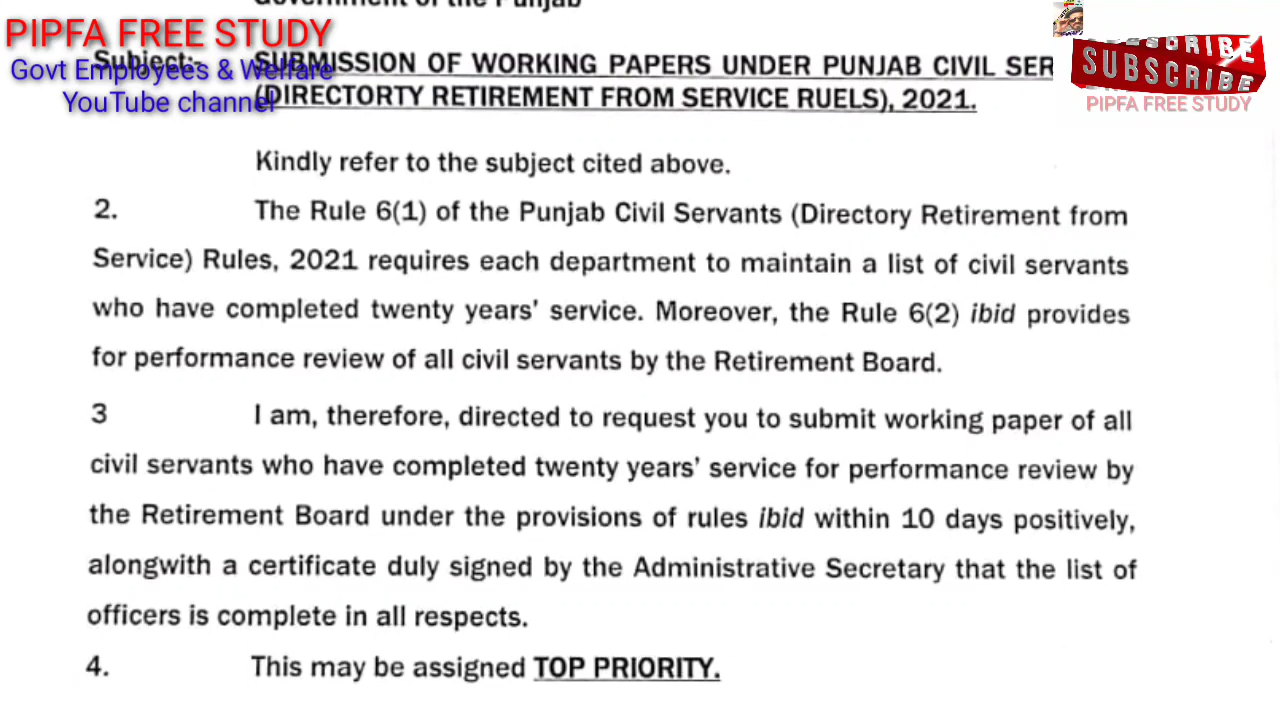 Government of the Punjab
PIPFA FREE STUDY
Govt Employees & Welfare
YouTube channel
SUBSCRIBE
SUBSCRIBE
SUBSCRIBE
PIPFA FREE STUDY
Subject:- SUBMISSION OF WORKING PAPERS UNDER PUNJAB CIVIL SER
(DIRECTORTY RETIREMENT FROM SERVICE RUELS), 2021.
Kindly refer to the subject cited above.
2. The Rule 6(1) of the Punjab Civil Servants (Directory Retirement from
Service) Rules, 2021 requires each department to maintain a list of civil servants
who have completed twenty years' service. Moreover, the Rule 6(2) ibid provides
for performance review of all civil servants by the Retirement Board.
3 I am, therefore, directed to request you to submit working paper of all
civil servants who have completed twenty years' service for performance review by
the Retirement Board under the provisions of rules ibid within 10 days positively,
alongwith a certificate duly signed by the Administrative Secretary that the list of
officers is complete in all respects.
4. This may be assigned TOP PRIORITY.